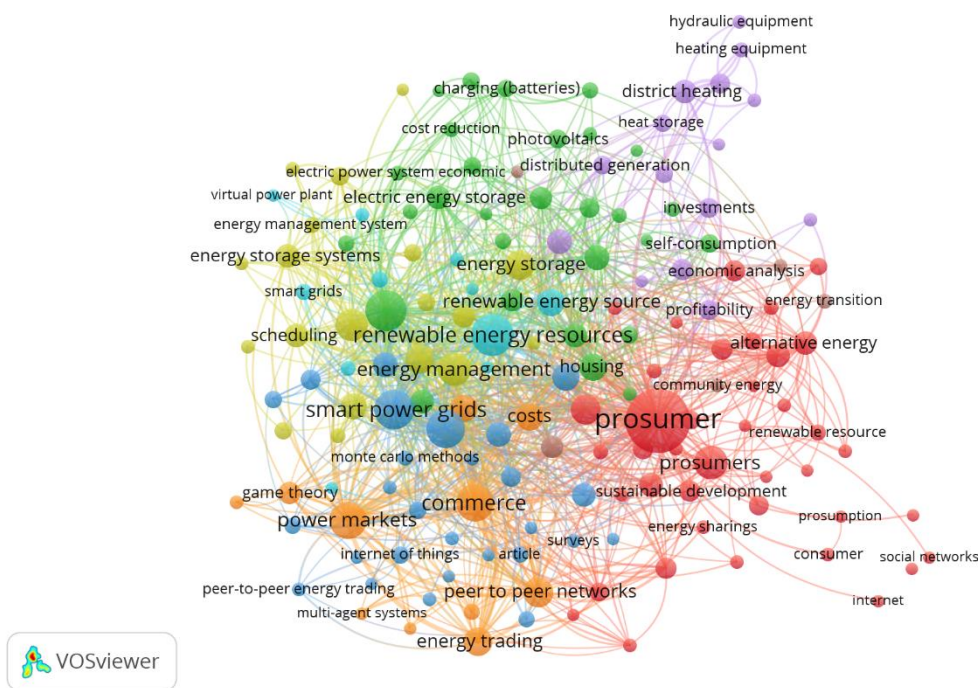 hydraulic equipment
heating equipment
charging (batteries)
district heating
cost reduction
heat storage
photovoltaics
distributed generation
electric power system economic
virtual power plant
electric energy storage
investments
energy management system
energy storage systems
self-consumption
energy storage
economic analysis
smart grids
renewable energy source
energy transition
profitability
scheduling
renewable energy resources
alternative energy
energy management
housing
community energy
smart power grids
costs
prosumer
renewable resource
monte carlo methods
prosumers
game theory
sustainable development
commerce
power markets
energy sharings
prosumption
surveys
internet of things
article
consumer
social networks
peer-to-peer energy trading
peer to peer networks
internet
multi-agent systems
energy trading
VOSviewer